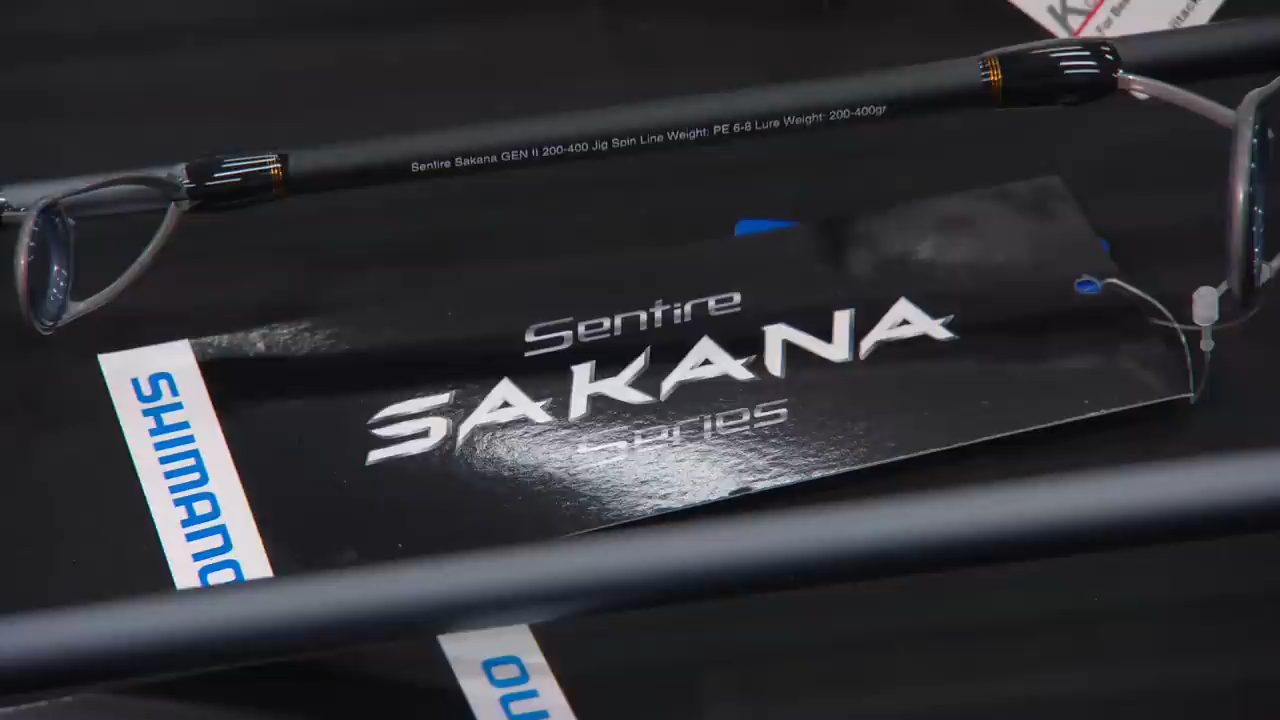 For
Sentire Sakana GEN II 200-400 Jig Spin Line Weight: PE 6-8 Lure Weight: 200-400gr
Sentire
SAKANA
Series
SHIMANO